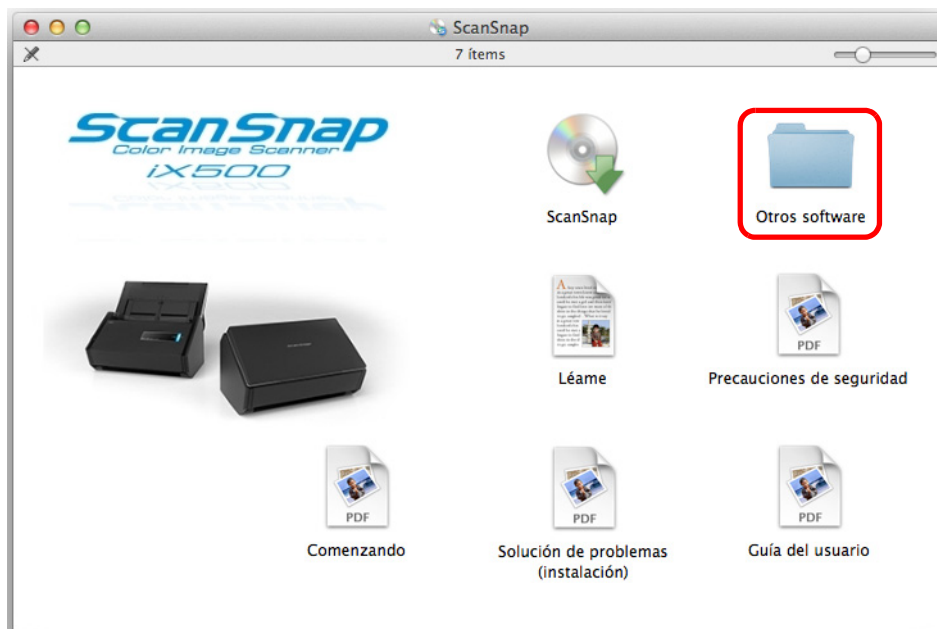 ScanSnap
7 ítems
ScanSnap
Color Image Scanner
iX500
ScanSnap
Otros software
Léame
PDF
Precauciones de seguridad
PDF
Comenzando
PDF
Solución de problemas
(instalación)
PDF
Guía del usuario